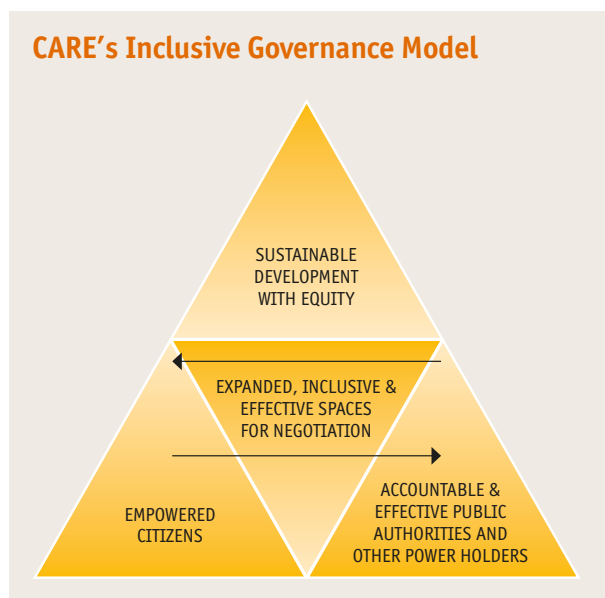 CARE's Inclusive Governance Model
SUSTAINABLE
DEVELOPMENT
WITH EQUITY
EXPANDED, INCLUSIVE &
EFFECTIVE SPACES
FOR NEGOTIATION
EMPOWERED
CITIZENS
ACCOUNTABLE &
EFFECTIVE PUBLIC
AUTHORITIES AND
OTHER POWER HOLDERS